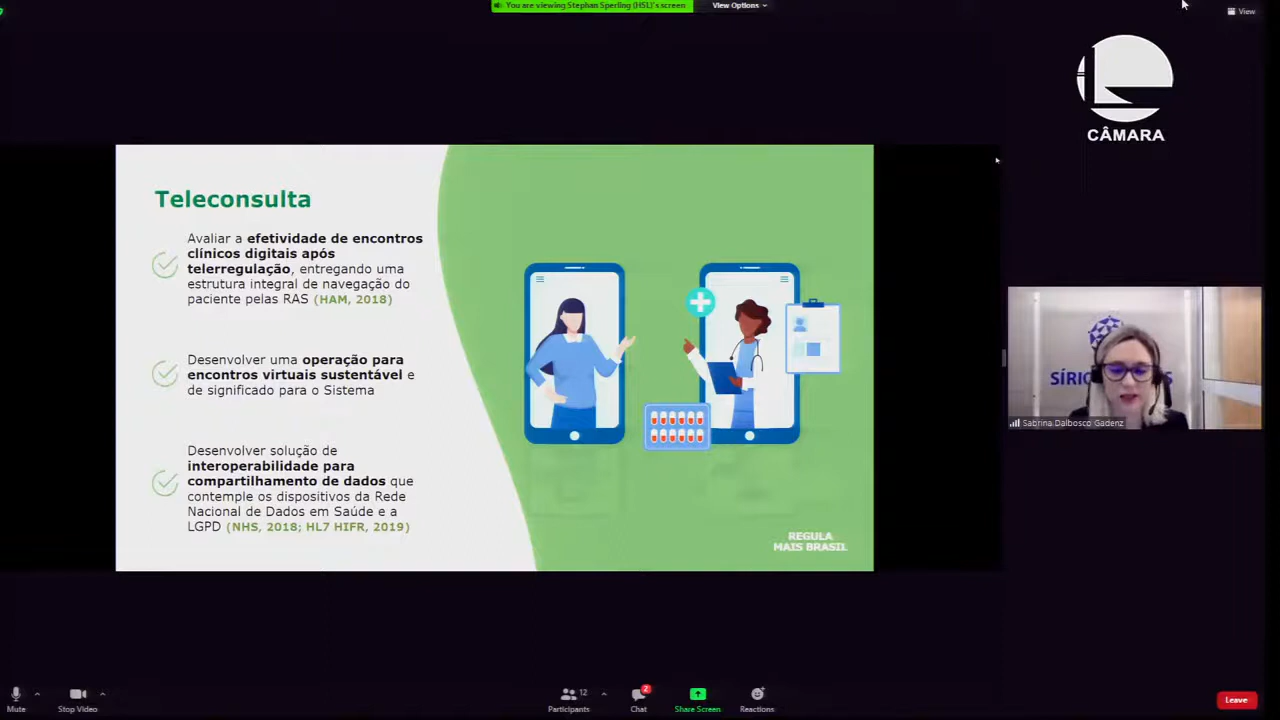 You are viewing Stephan Sperling (HSL)'s screen
View Options
View
CÂMARA
Teleconsulta
Avaliar a efetividade de encontros
clínicos digitais após
telerregulação, entregando uma
estrutura integral de navegação do
paciente pelas RAS (HAM, 2018)
Desenvolver uma operação para
encontros virtuais sustentável e
de significado para o Sistema
Desenvolver solução de
interoperabilidade para
compartilhamento de dados que
contemple os dispositivos da Rede
Nacional de Dados em Saúde e a
LGPD (NHS, 2018; HL7 HIFR, 2019)
REGULA
MAIS BRASIL
Sabrina Dalbosco Gadenz
Mute
Stop Video
12
Participants
2
Chat
Share Screen
Reactions
Leave